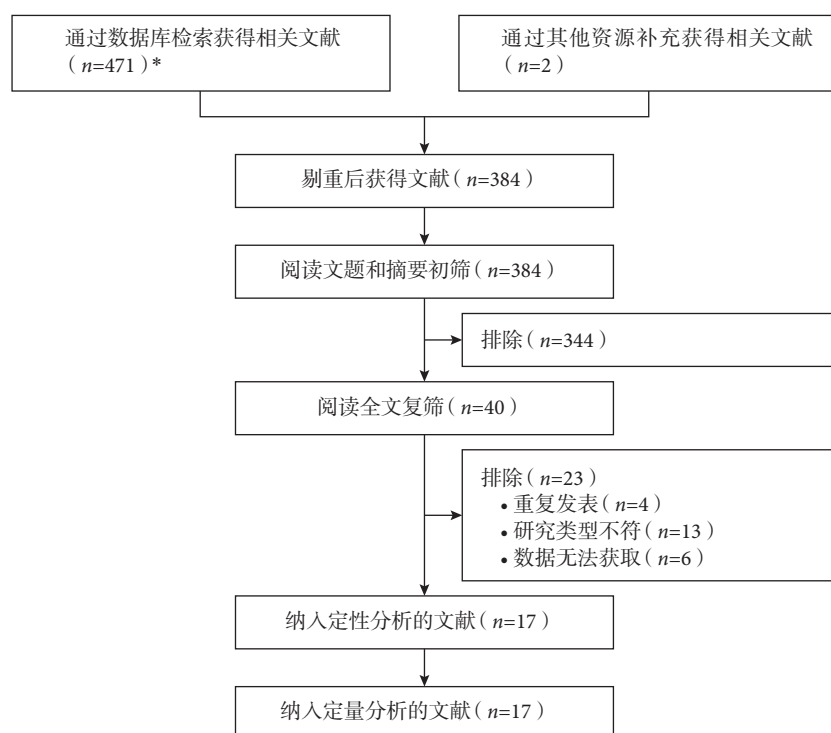 通过数据库检索获得相关文献
（n=471）*
通过其他资源补充获得相关文献
（n=2）
剔重后获得文献（n=384）
阅读文题和摘要初筛（n=384）
排除（n=344）
阅读全文复筛（n=40）
排除（n=23）
• 重复发表（n=4）
• 研究类型不符（n=13）
• 数据无法获取（n=6）
纳入定性分析的文献（n=17）
纳入定量分析的文献（n=17）